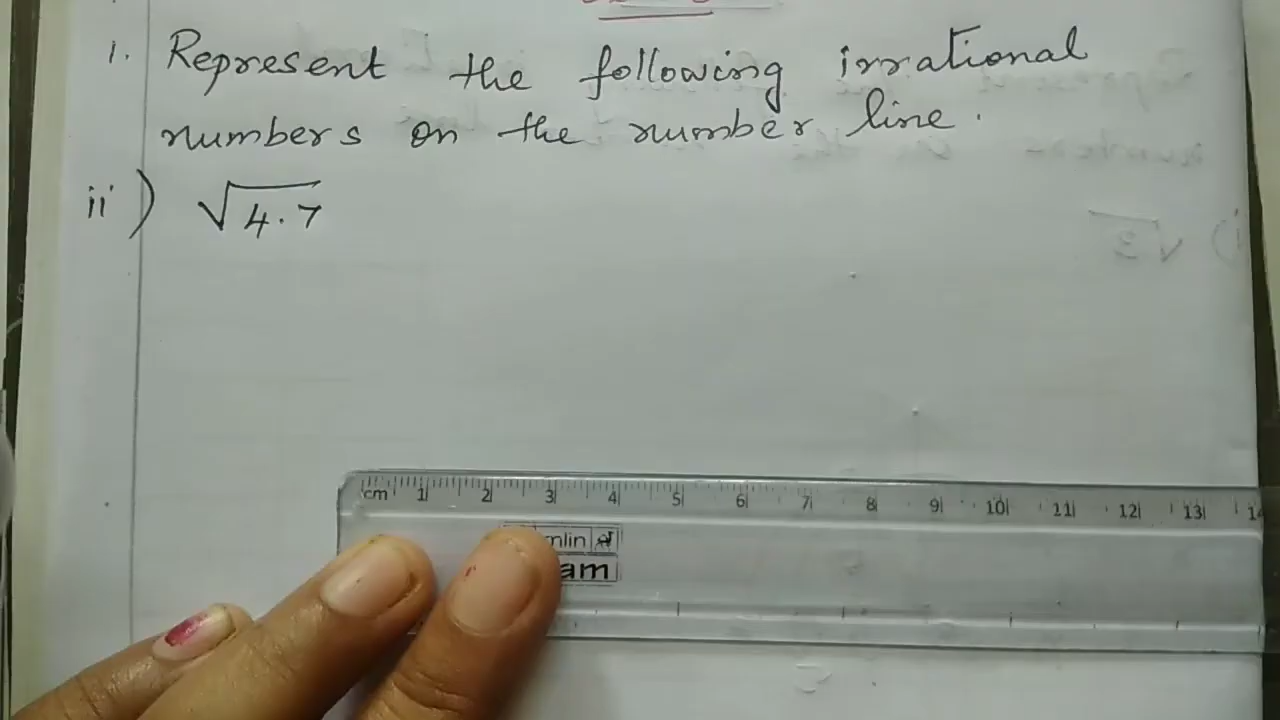 1. Represent the following irrational
numbers on the number line.
ii) √4.7
cm 1 2 3 4 5 6 7 8 9 10 11 12 13 14